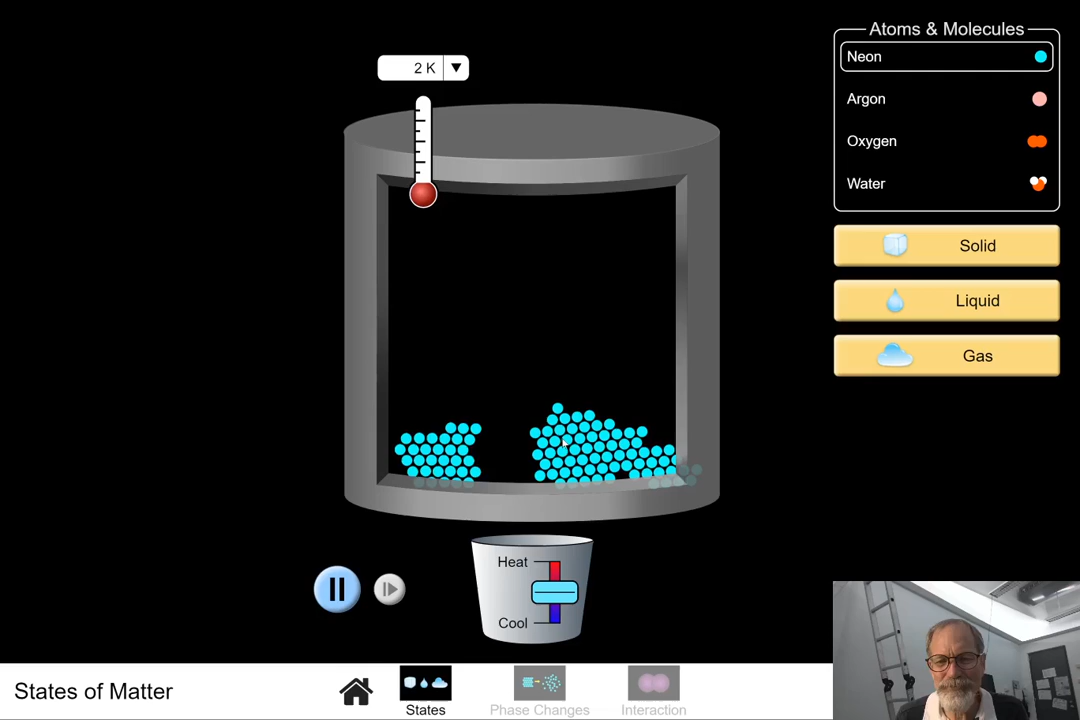 Atoms & Molecules
Neon
2 K
Argon
Oxygen
Water
Solid
Liquid
Gas
Heat
Cool
States of Matter
States
Phase Changes
Interaction